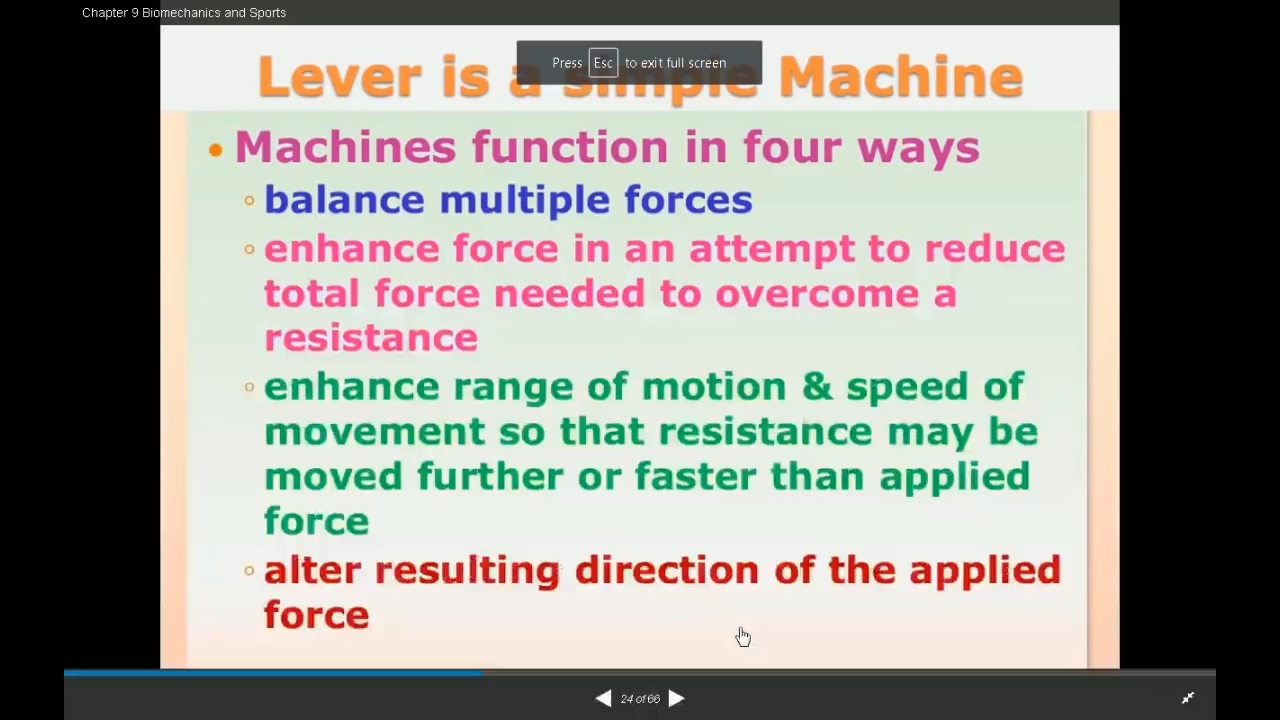 Chapter 9 Biomechanics and Sports
Lever is a simple Machine
Press Esc to exit full screen
• Machines function in four ways
◦ balance multiple forces
◦ enhance force in an attempt to reduce
total force needed to overcome a
resistance
◦ enhance range of motion & speed of
movement so that resistance may be
moved further or faster than applied
force
◦ alter resulting direction of the applied
force
24 of 66